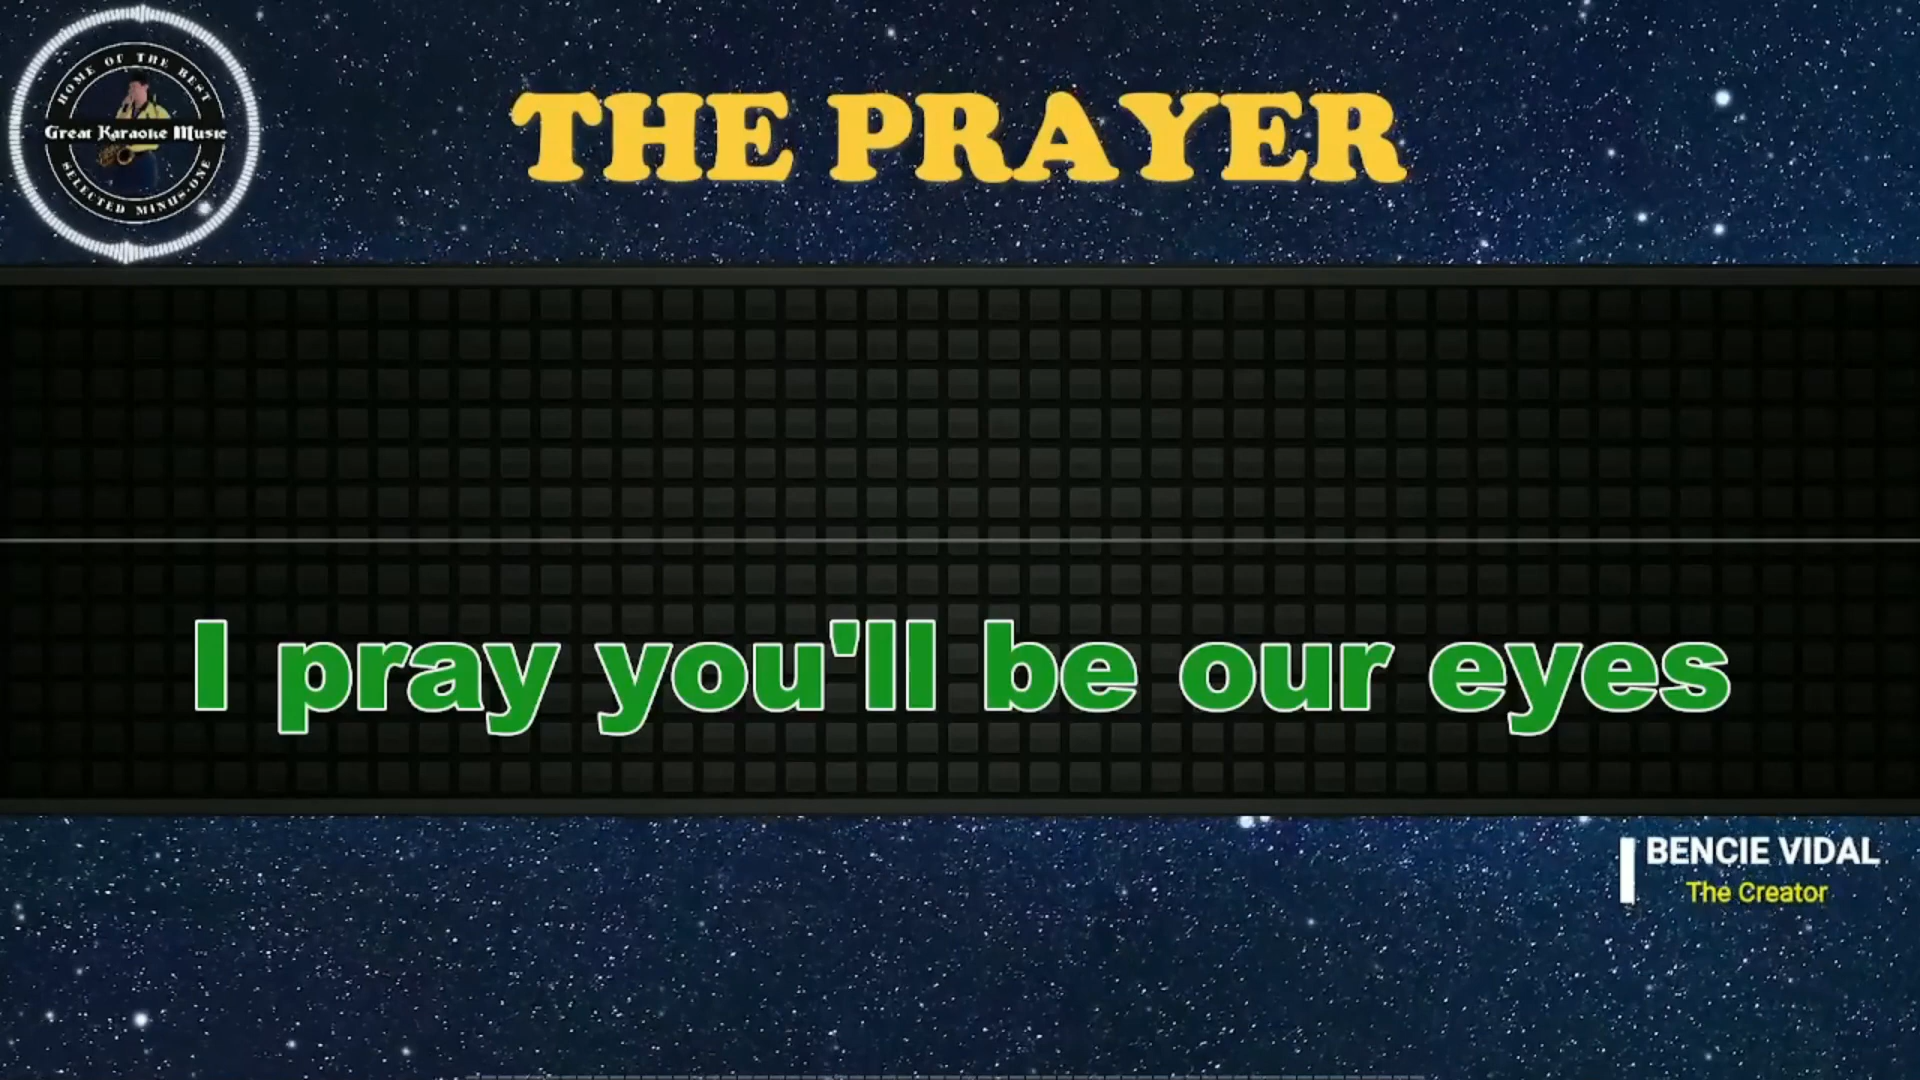 HOME OF THE BEST
Great Karaoke Music
SELECTED MINUS-ONE
THE PRAYER
I pray you'll be our eyes
BENCIE VIDAL
The Creator